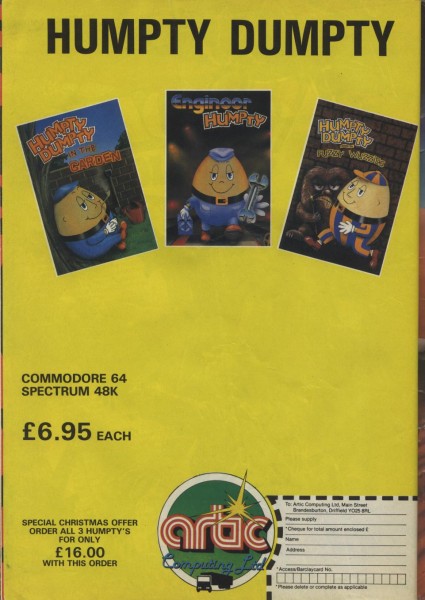 HUMPTY DUMPTY
HUMPTY
DUMPTY
IN THE
GARDEN
Engineer
HUMPTY
HUMPTY
DUMPTY
MEETS THE
FUZZY WUZZIES
COMMODORE 64
SPECTRUM 48K
£6.95 EACH
SPECIAL CHRISTMAS OFFER
ORDER ALL 3 HUMPTY'S
FOR ONLY
£16.00
WITH THIS ORDER
artic
Computing Ltd
To: Artic Computing Ltd, Main Street
Brandesburton, Driffield YO25 8RL
Please supply
*Cheque for total amount enclosed £
Name
Address
*Access/Barclaycard No.
*Please delete or complete as applicable